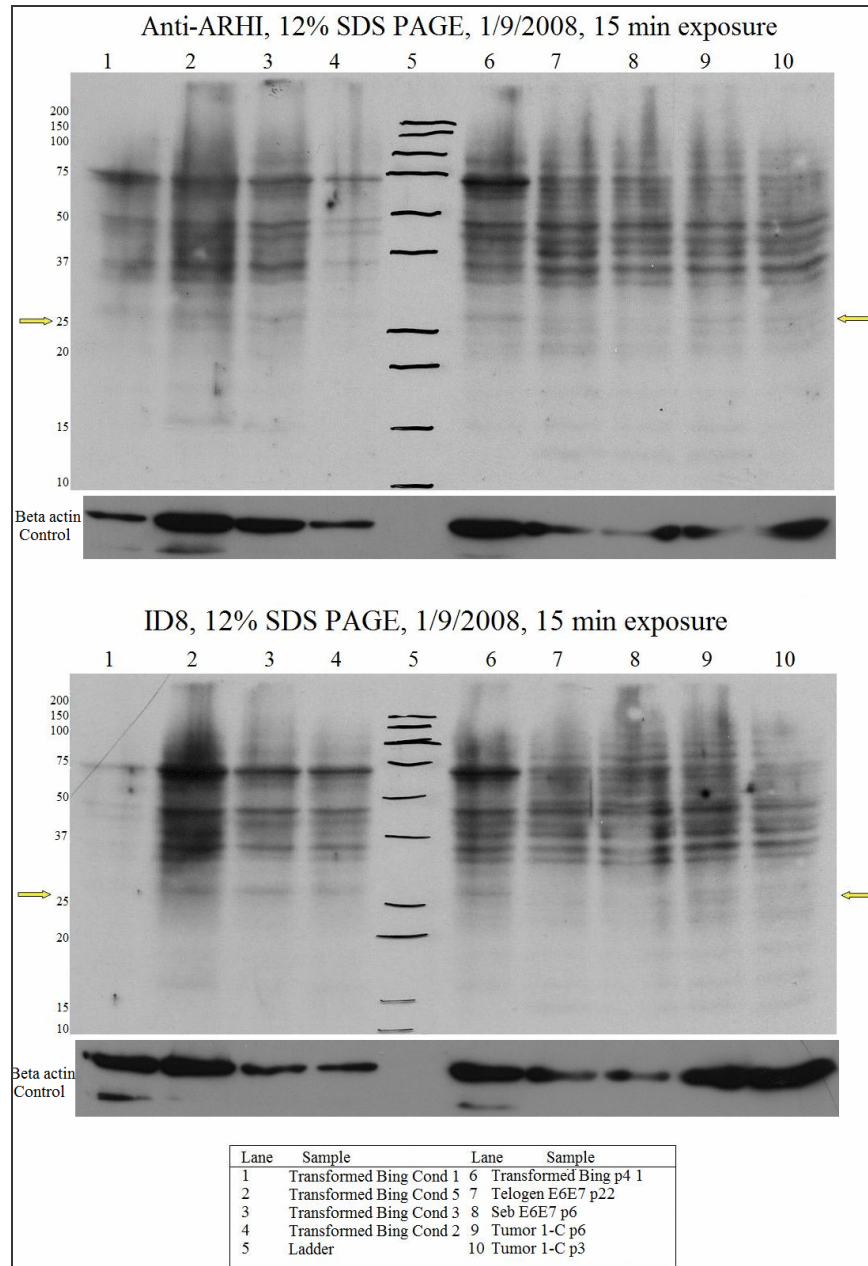 Anti-ARHI, 12% SDS PAGE, 1/9/2008, 15 min exposure
1 2 3 4 5 6 7 8 9 10
200
150
100
75
50
37
25
20
15
10
Beta actin
Control
ID8, 12% SDS PAGE, 1/9/2008, 15 min exposure
1 2 3 4 5 6 7 8 9 10
200
150
100
75
50
37
25
20
15
10
Beta actin
Control
Lane Sample Lane Sample
1 Transformed Bing Cond 1 6 Transformed Bing p4 1
2 Transformed Bing Cond 5 7 Telogen E6E7 p22
3 Transformed Bing Cond 3 8 Seb E6E7 p6
4 Transformed Bing Cond 2 9 Tumor 1-C p6
5 Ladder 10 Tumor 1-C p3